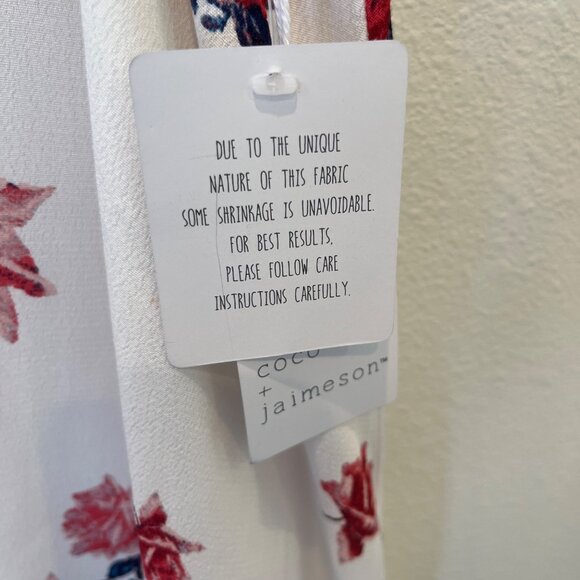 DUE TO THE UNIQUE
NATURE OF THIS FABRIC
SOME SHRINKAGE IS UNAVOIDABLE.
FOR BEST RESULTS,
PLEASE FOLLOW CARE
INSTRUCTIONS CAREFULLY.
coco
+
jaimeson™